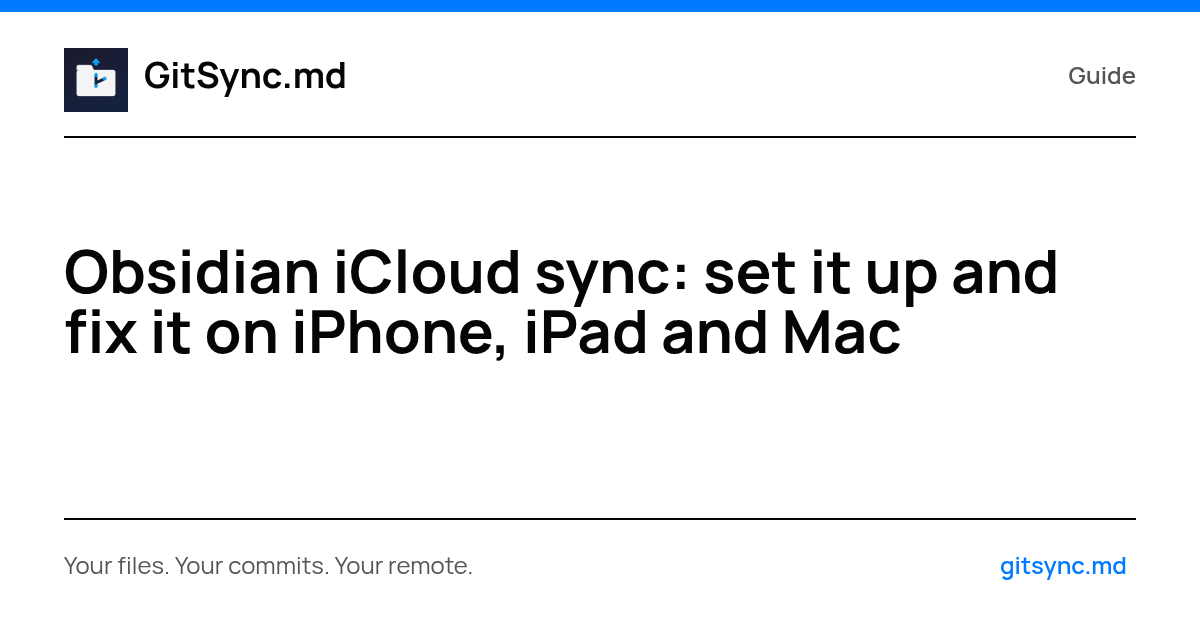 GitSync.md
Guide
Obsidian iCloud sync: set it up and
fix it on iPhone, iPad and Mac
Your files. Your commits. Your remote.
gitsync.md